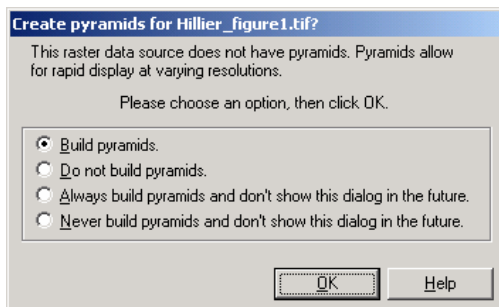 Create pyramids for Hillier_figure1.tif?
This raster data source does not have pyramids. Pyramids allow
for rapid display at varying resolutions.
Please choose an option, then click OK.
Build pyramids.
Do not build pyramids.
Always build pyramids and don't show this dialog in the future.
Never build pyramids and don't show this dialog in the future.
OK Help